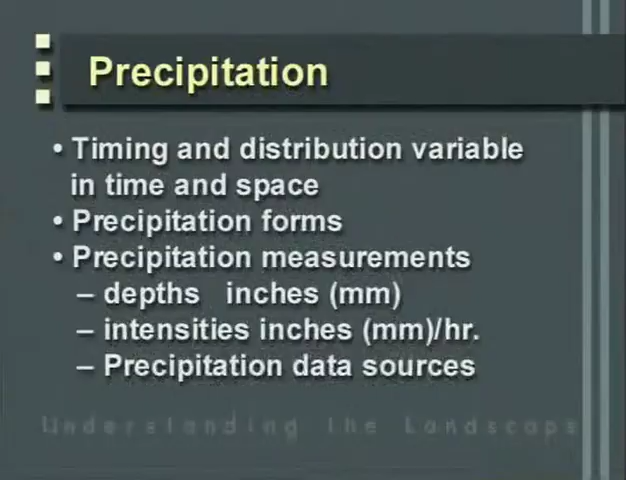 Precipitation
• Timing and distribution variable
in time and space
• Precipitation forms
• Precipitation measurements
– depths inches (mm)
– intensities inches (mm)/hr.
– Precipitation data sources
Understanding the Landscape